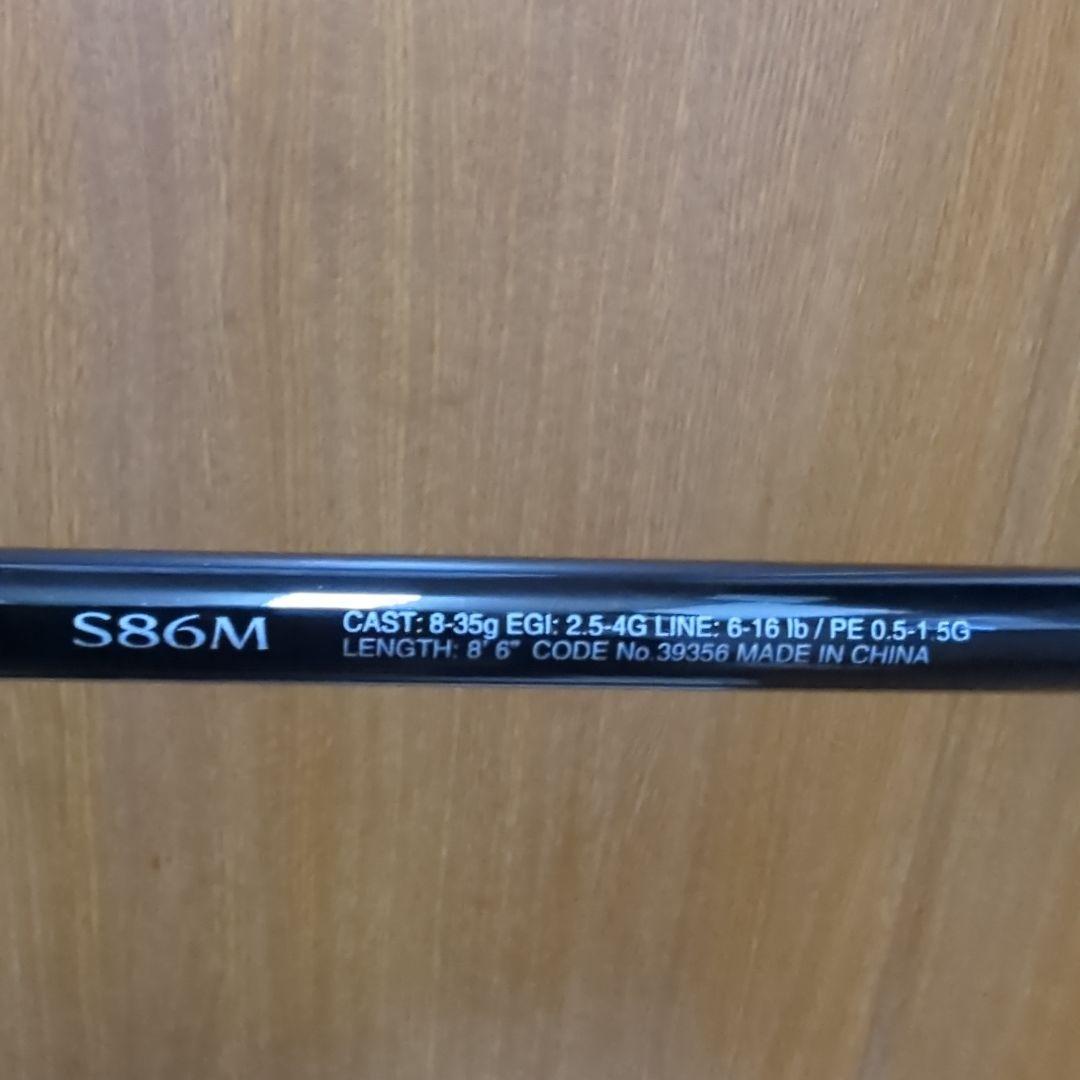 S86M
CAST: 8-35g EGI: 2.5-4G LINE: 6-16 lb / PE 0.5-1.5G
LENGTH: 8' 6" CODE No.39356 MADE IN CHINA